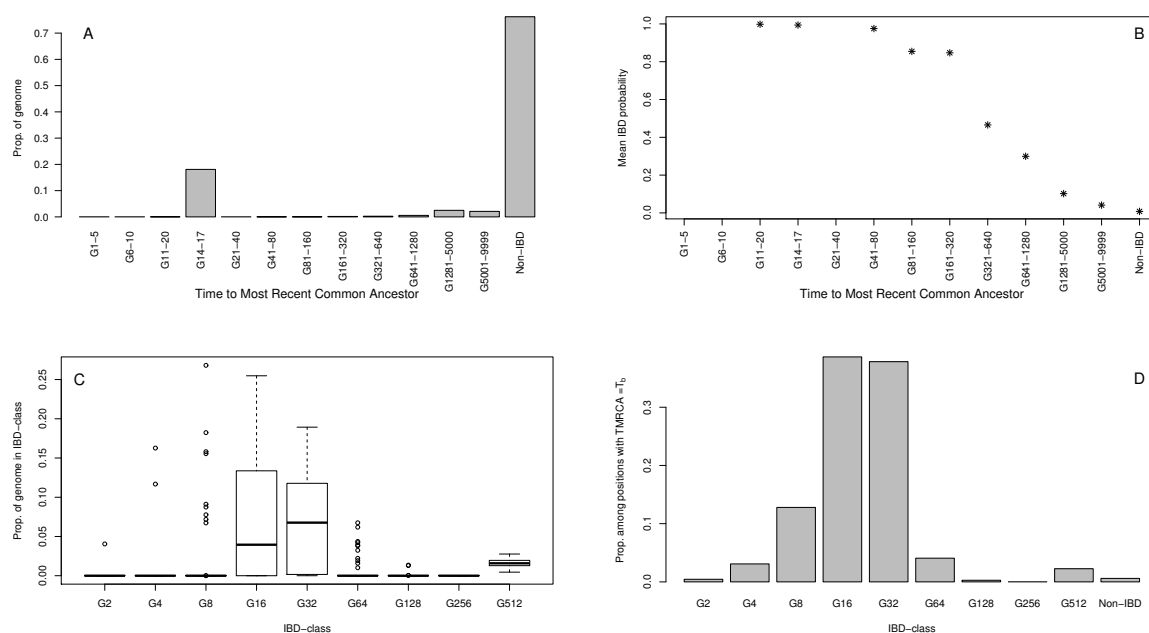 A
Prop. of genome
0.0 0.1 0.2 0.3 0.4 0.5 0.6 0.7
G1−5 G6−10 G11−20 G14−17 G21−40 G41−80 G81−160 G161−320 G321−640 G641−1280 G1281−5000 G5001−9999 Non−IBD
Time to Most Recent Common Ancestor
B
Mean IBD probability
0.0 0.2 0.4 0.6 0.8 1.0
G1−5 G6−10 G11−20 G14−17 G21−40 G41−80 G81−160 G161−320 G321−640 G641−1280 G1281−5000 G5001−9999 Non−IBD
Time to Most Recent Common Ancestor
C
Prop. of genome in IBD−class
0.00 0.05 0.10 0.15 0.20 0.25
G2 G4 G8 G16 G32 G64 G128 G256 G512
IBD−class
D
Prop. among positions with TMRCA =Tb
0.0 0.1 0.2 0.3
G2 G4 G8 G16 G32 G64 G128 G256 G512 Non−IBD
IBD−class